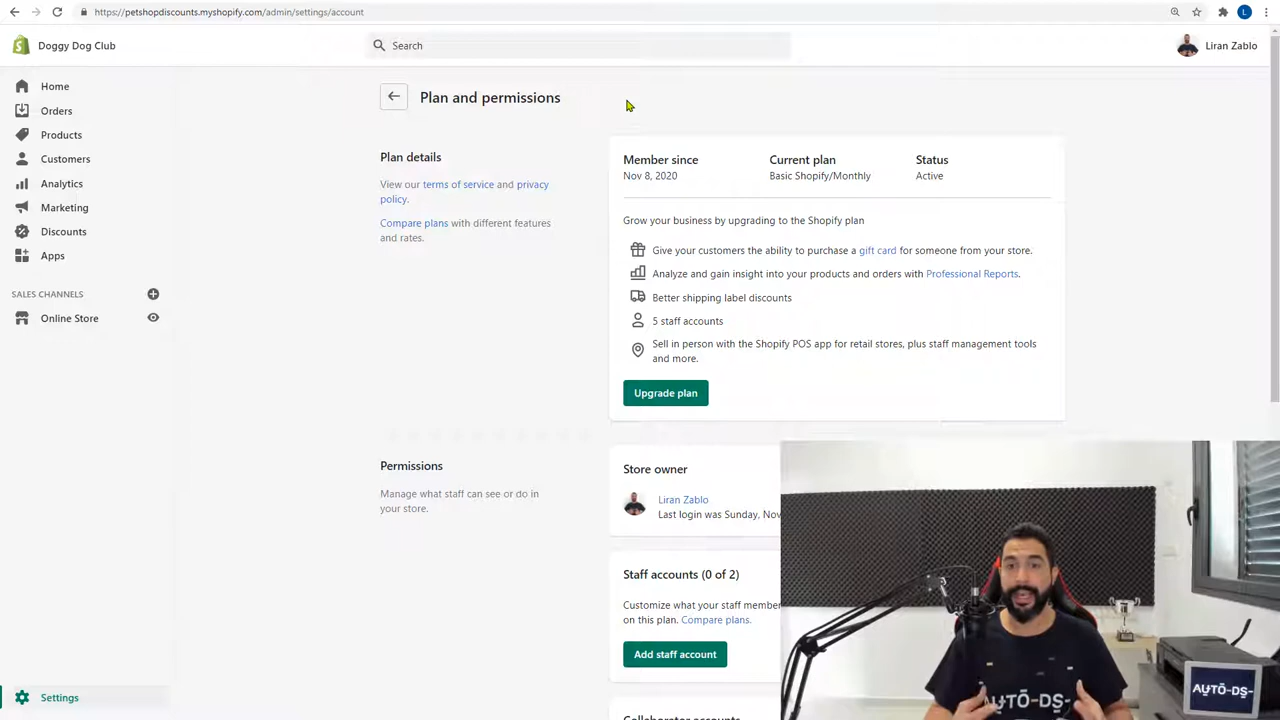 https://petshopdiscounts.myshopify.com/admin/settings/account
L
Doggy Dog Club
Search
Liran Zablo
Home
Orders
Products
Customers
Analytics
Marketing
Discounts
Apps
SALES CHANNELS
Online Store
Settings
Plan and permissions
Plan details
View our terms of service and privacy
policy.
Compare plans with different features
and rates.
Member since
Nov 8, 2020
Current plan
Basic Shopify/Monthly
Status
Active
Grow your business by upgrading to the Shopify plan
Give your customers the ability to purchase a gift card for someone from your store.
Analyze and gain insight into your products and orders with Professional Reports.
Better shipping label discounts
5 staff accounts
Sell in person with the Shopify POS app for retail stores, plus staff management tools
and more.
Upgrade plan
Permissions
Manage what staff can see or do in
your store.
Store owner
Liran Zablo
Last login was Sunday, Nov
Staff accounts (0 of 2)
Customize what your staff member
on this plan. Compare plans.
Add staff account
Collaborator accounts
AUTO-DS-
AUTO-DS-